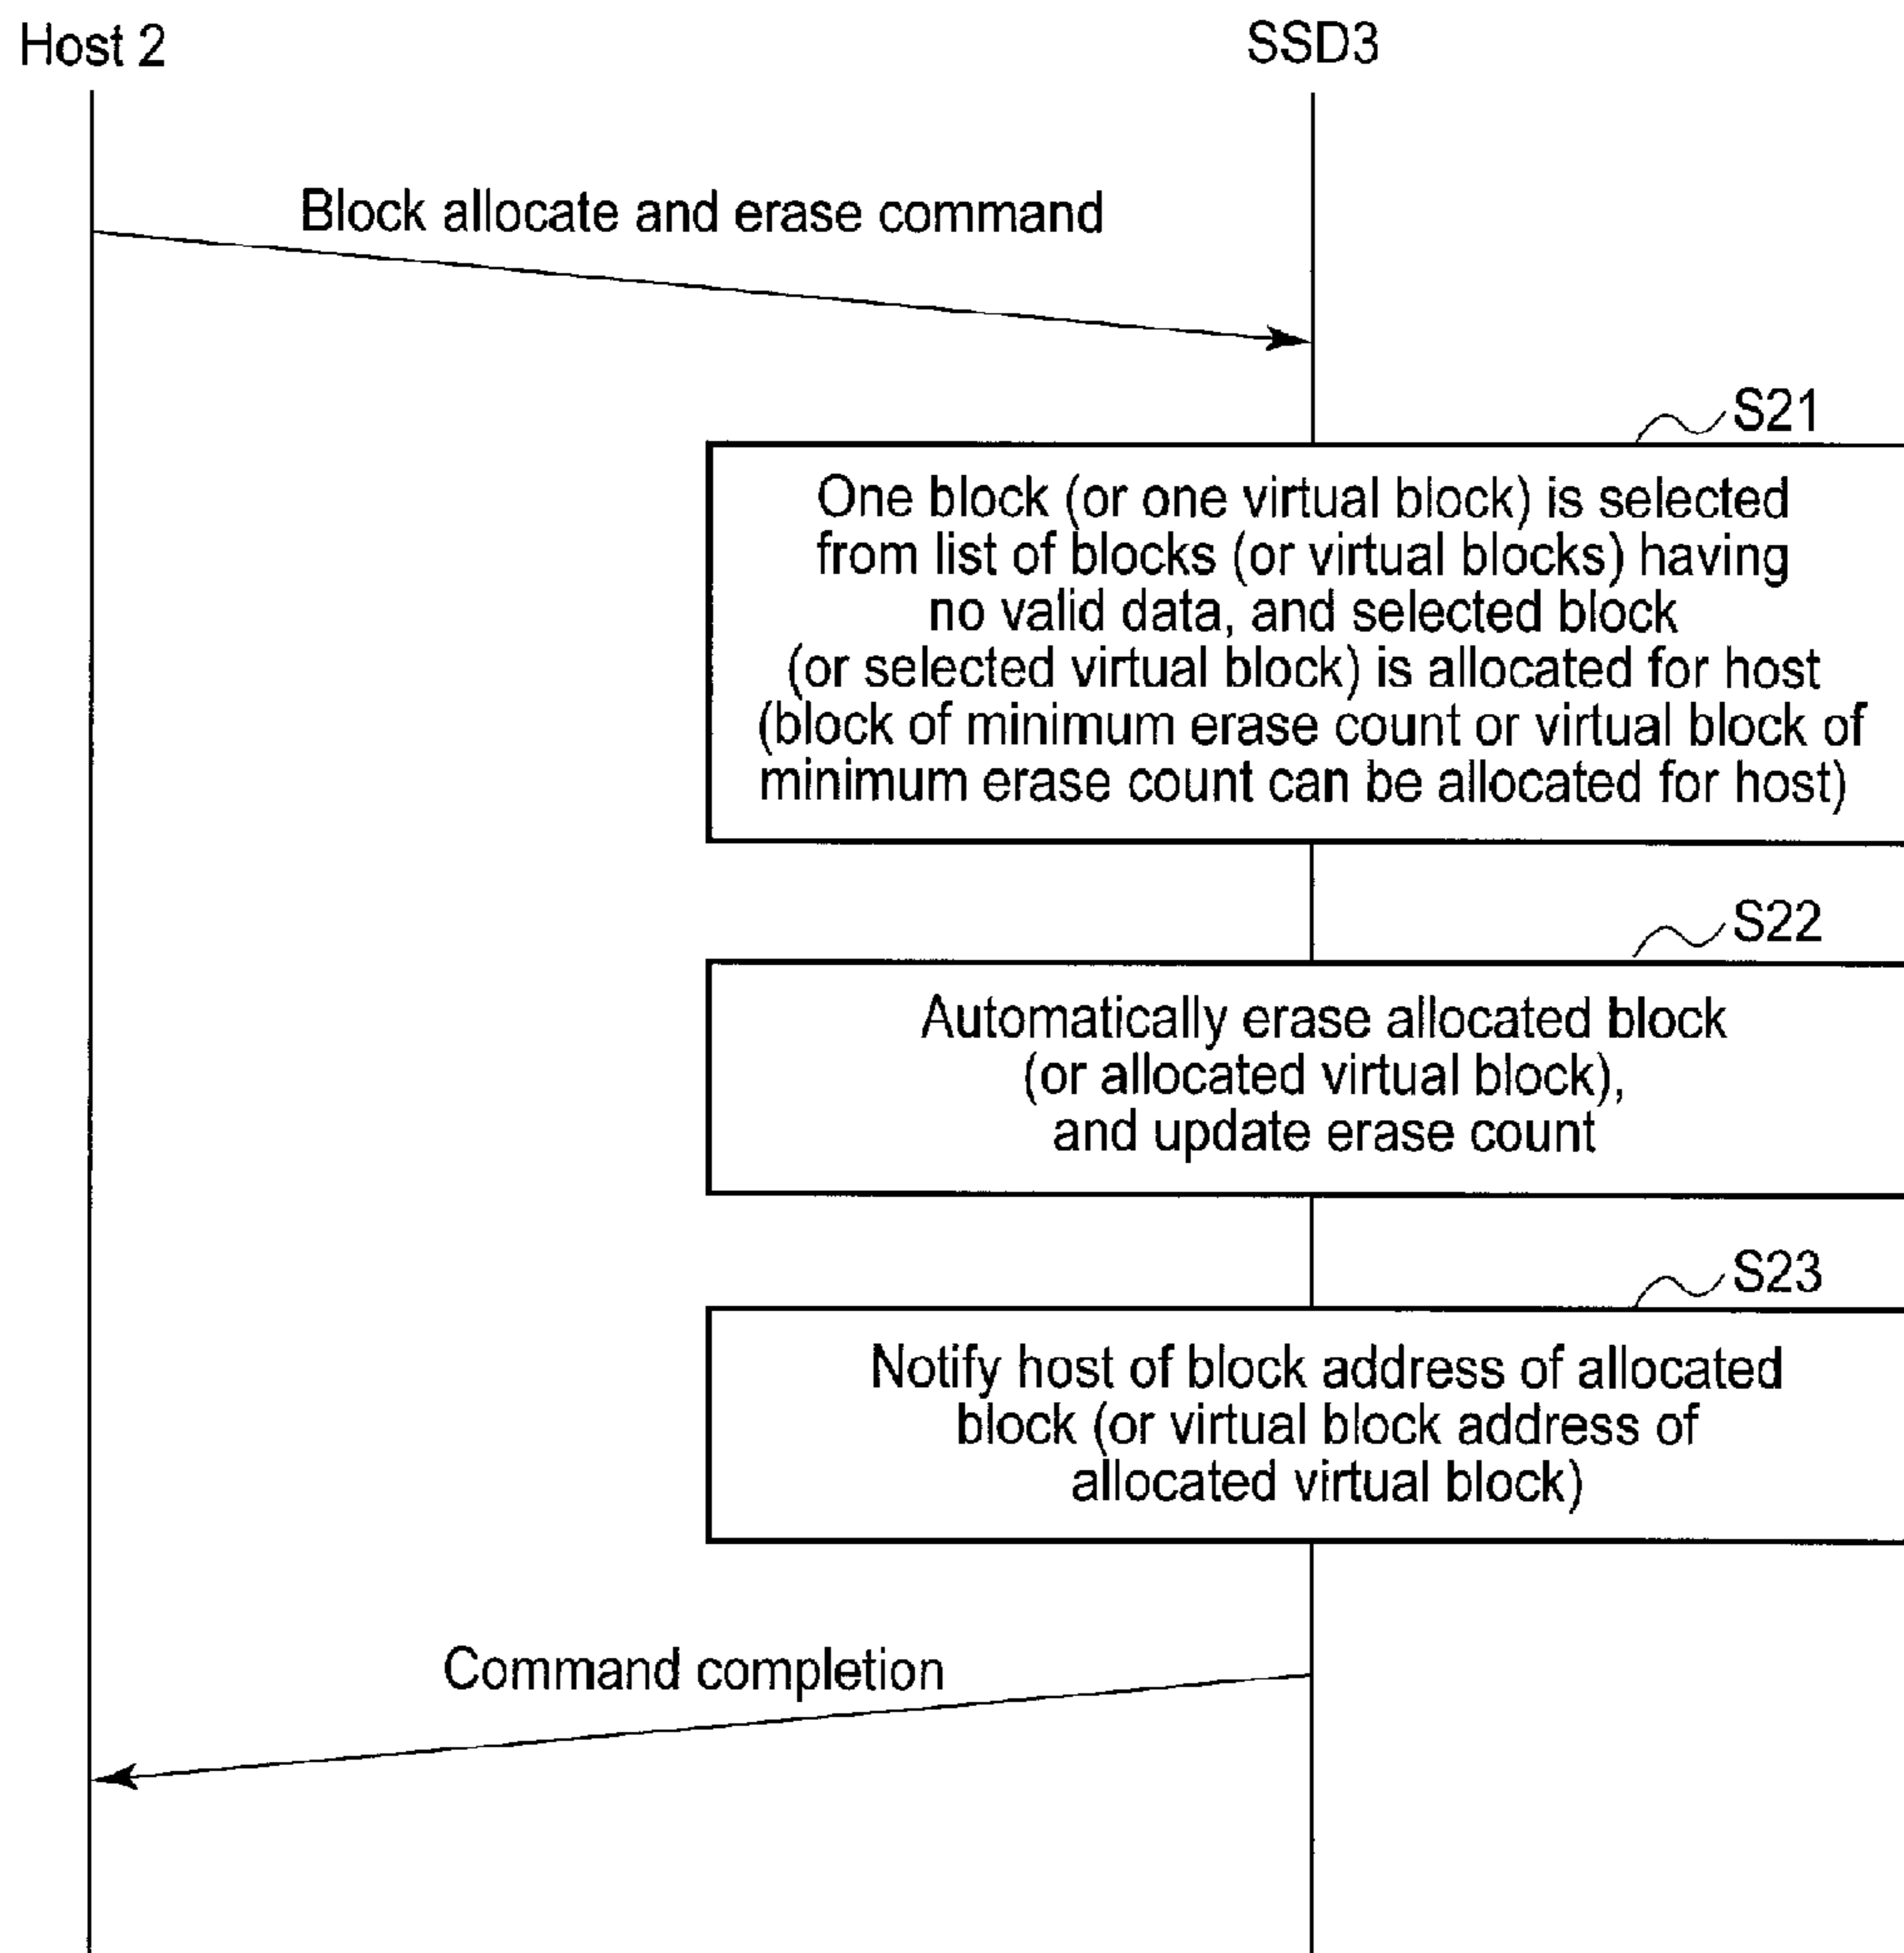 Host 2
SSD3
Block allocate and erase command
S21
One block (or one virtual block) is selected
from list of blocks (or virtual blocks) having
no valid data, and selected block
(or selected virtual block) is allocated for host
(block of minimum erase count or virtual block of
minimum erase count can be allocated for host)
S22
Automatically erase allocated block
(or allocated virtual block),
and update erase count
S23
Notify host of block address of allocated
block (or virtual block address of
allocated virtual block)
Command completion